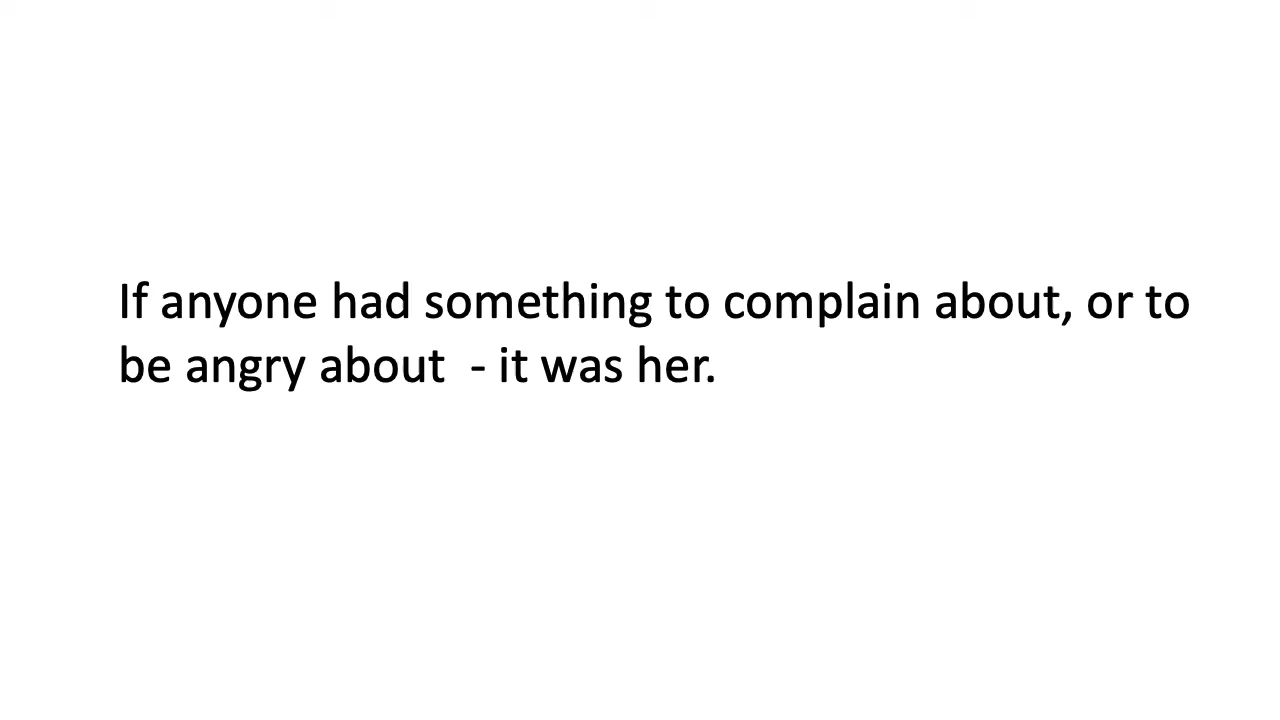 If anyone had something to complain about, or to
be angry about  - it was her.